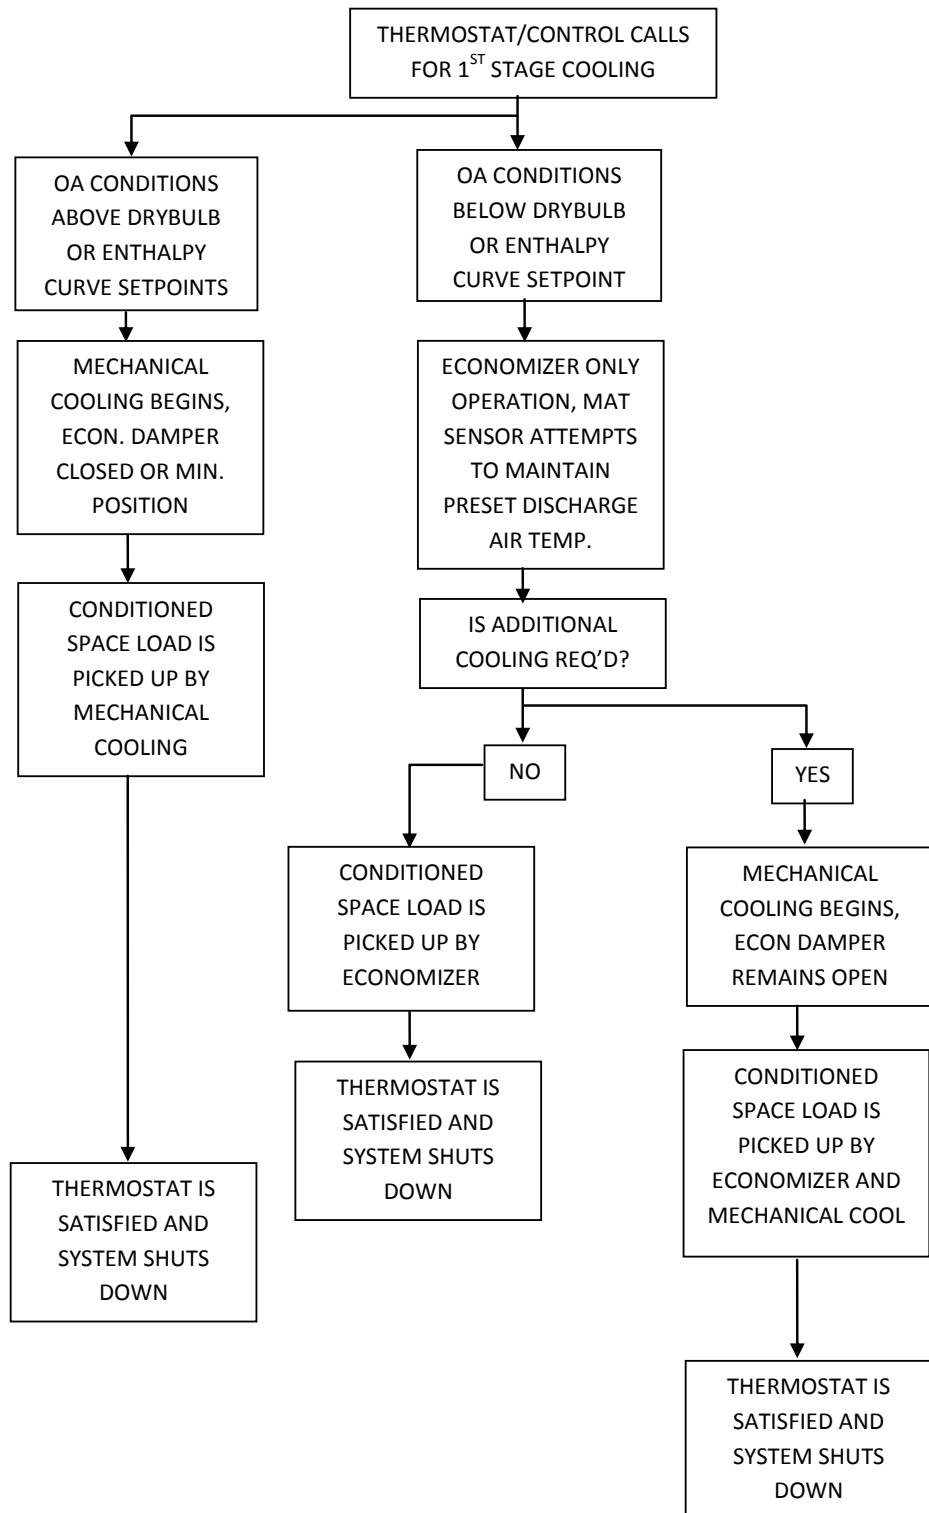 THERMOSTAT/CONTROL CALLS
FOR 1ST STAGE COOLING
OA CONDITIONS
ABOVE DRYBULB
OR ENTHALPY
CURVE SETPOINTS
OA CONDITIONS
BELOW DRYBULB
OR ENTHALPY
CURVE SETPOINT
MECHANICAL
COOLING BEGINS,
ECON. DAMPER
CLOSED OR MIN.
POSITION
ECONOMIZER ONLY
OPERATION, MAT
SENSOR ATTEMPTS
TO MAINTAIN
PRESET DISCHARGE
AIR TEMP.
CONDITIONED
SPACE LOAD IS
PICKED UP BY
MECHANICAL
COOLING
IS ADDITIONAL
COOLING REQ’D?
NO
YES
CONDITIONED
SPACE LOAD IS
PICKED UP BY
ECONOMIZER
MECHANICAL
COOLING BEGINS,
ECON DAMPER
REMAINS OPEN
THERMOSTAT IS
SATISFIED AND
SYSTEM SHUTS
DOWN
CONDITIONED
SPACE LOAD IS
PICKED UP BY
ECONOMIZER AND
MECHANICAL COOL
THERMOSTAT IS
SATISFIED AND
SYSTEM SHUTS
DOWN
THERMOSTAT IS
SATISFIED AND
SYSTEM SHUTS
DOWN